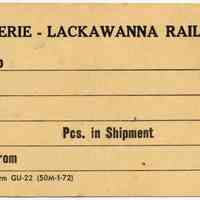 ERIE - LACKAWANNA RAIL
o
Pcs. in Shipment
rom
rm GU-22 (50M-1-72)